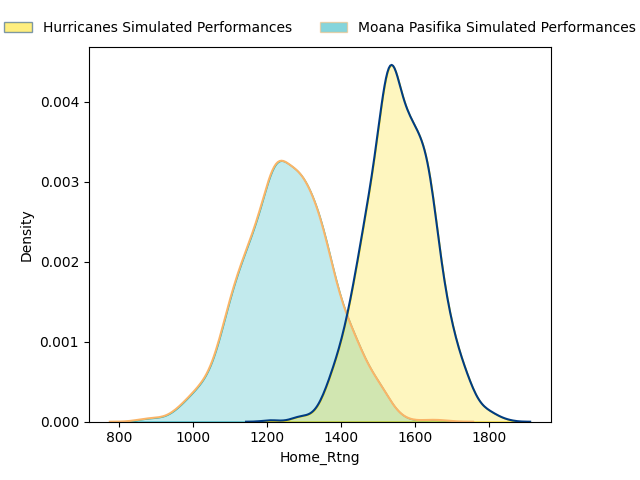 Hurricanes Simulated Performances
Moana Pasifika Simulated Performances
0.004
0.003
0.002
0.001
0.000
Density
800
1000
1200
1400
1600
1800
Home_Rtng